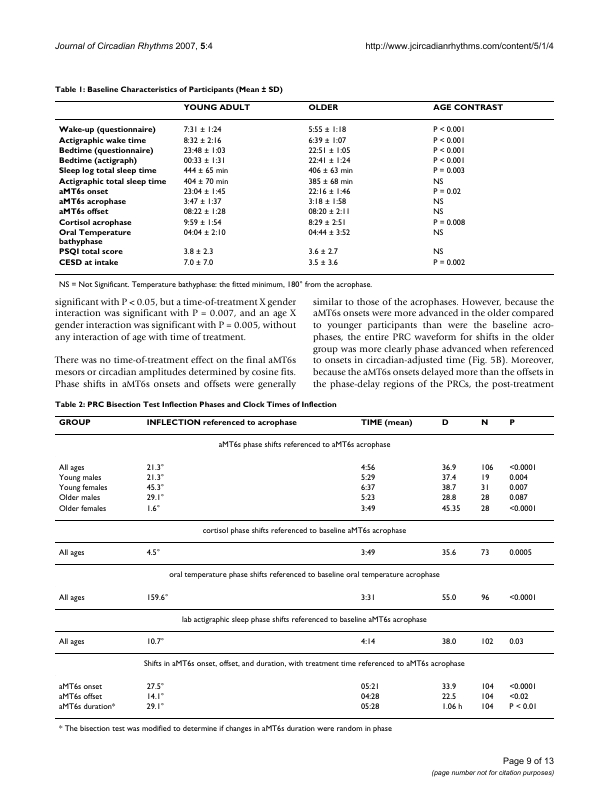 Journal of Circadian Rhythms 2007, 5:4 http://www.jcircadianrhythms.com/content/5/1/4
Table 1: Baseline Characteristics of Participants (Mean ± SD)
YOUNG ADULT OLDER AGE CONTRAST
Wake-up (questionnaire) 7:31 ± 1:24 5:55 ± 1:18 P < 0.001
Actigraphic wake time 8:32 ± 2:16 6:39 ± 1:07 P < 0.001
Bedtime (questionnaire) 23:48 ± 1:03 22:51 ± 1:05 P < 0.001
Bedtime (actigraph) 00:33 ± 1:31 22:41 ± 1:24 P < 0.001
Sleep log total sleep time 444 ± 65 min 406 ± 63 min P = 0.003
Actigraphic total sleep time 404 ± 70 min 385 ± 68 min NS
aMT6s onset 23:04 ± 1:45 22:16 ± 1:46 P = 0.02
aMT6s acrophase 3:47 ± 1:37 3:18 ± 1:58 NS
aMT6s offset 08:22 ± 1:28 08:20 ± 2:11 NS
Cortisol acrophase 9:59 ± 1:54 8:29 ± 2:51 P = 0.008
Oral Temperature 04:04 ± 2:10 04:44 ± 3:52 NS
bathyphase
PSQI total score 3.8 ± 2.3 3.6 ± 2.7 NS
CESD at intake 7.0 ± 7.0 3.5 ± 3.6 P = 0.002
NS = Not Significant. Temperature bathyphase: the fitted minimum, 180° from the acrophase.
significant with P < 0.05, but a time-of-treatment X gender
interaction was significant with P = 0.007, and an age X
gender interaction was significant with P = 0.005, without
any interaction of age with time of treatment.
There was no time-of-treatment effect on the final aMT6s
mesors or circadian amplitudes determined by cosine fits.
Phase shifts in aMT6s onsets and offsets were generally
similar to those of the acrophases. However, because the
aMT6s onsets were more advanced in the older compared
to younger participants than were the baseline acro-
phases, the entire PRC waveform for shifts in the older
group was more clearly phase advanced when referenced
to onsets in circadian-adjusted time (Fig. 5B). Moreover,
because the aMT6s onsets delayed more than the offsets in
the phase-delay regions of the PRCs, the post-treatment
Table 2: PRC Bisection Test Inflection Phases and Clock Times of Inflection
GROUP INFLECTION referenced to acrophase TIME (mean) D N P
aMT6s phase shifts referenced to aMT6s acrophase
All ages 21.3° 4:56 36.9 106 <0.0001
Young males 21.3° 5:29 37.4 19 0.004
Young females 45.3° 6:37 38.7 31 0.007
Older males 29.1° 5:23 28.8 28 0.087
Older females 1.6° 3:49 45.35 28 <0.0001
cortisol phase shifts referenced to baseline aMT6s acrophase
All ages 4.5° 3:49 35.6 73 0.0005
oral temperature phase shifts referenced to baseline oral temperature acrophase
All ages 159.6° 3:31 55.0 96 <0.0001
lab actigraphic sleep phase shifts referenced to baseline aMT6s acrophase
All ages 10.7° 4:14 38.0 102 0.03
Shifts in aMT6s onset, offset, and duration, with treatment time referenced to aMT6s acrophase
aMT6s onset 27.5° 05:21 33.9 104 <0.0001
aMT6s offset 14.1° 04:28 22.5 104 <0.02
aMT6s duration* 29.1° 05:28 1.06 h 104 P < 0.01
* The bisection test was modified to determine if changes in aMT6s duration were random in phase
Page 9 of 13
(page number not for citation purposes)